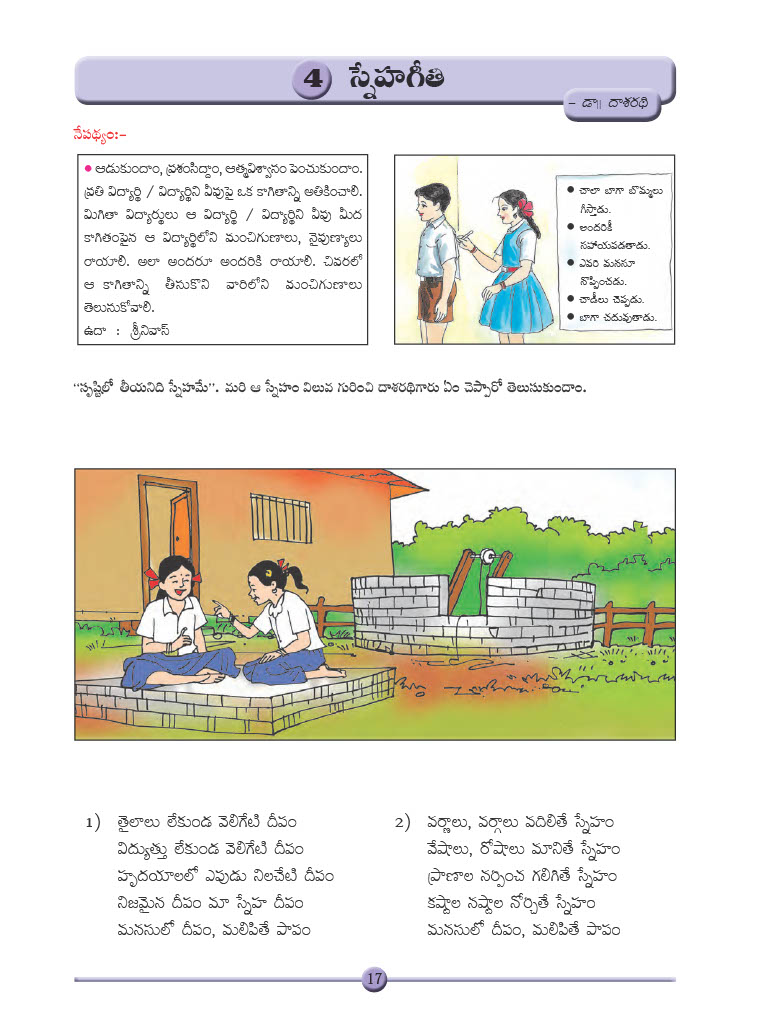 4 స్నేహగీతి
– డా॥ దాశరథి
నేపథ్యం:-
● ఆడుకుందాం, ప్రశంసిద్దాం, ఆత్మవిశ్వాసం పెంచుకుందాం.
ప్రతి విద్యార్థి / విద్యార్థిని వీపుపై ఒక కాగితాన్ని అతికించాలి.
మిగితా విద్యార్థులు ఆ విద్యార్థి / విద్యార్థిని వీపు మీద
కాగితంపైన ఆ విద్యార్థిలోని మంచిగుణాలు, నైపుణ్యాలు
రాయాలి. అలా అందరూ అందరికి రాయాలి. చివరలో
ఆ కాగితాన్ని తీసుకొని వారిలోని మంచిగుణాలు
తెలుసుకోవాలి.
ఉదా : శ్రీనివాస్
● చాలా బాగా బొమ్మలు
గీస్తాడు.
● అందరికీ
సహాయపడతాడు.
● ఎవరి మనసూ
నొప్పించడు.
● చాడీలు చెప్పడు.
● బాగా చదువుతాడు.
“సృష్టిలో తీయనిది స్నేహమే”. మరి ఆ స్నేహం విలువ గురించి దాశరథిగారు ఏం చెప్పారో తెలుసుకుందాం.
1) తైలాలు లేకుండ వెలిగేటి దీపం
విద్యుత్తు లేకుండ వెలిగేటి దీపం
హృదయాలలో ఎపుడు నిలచేటి దీపం
నిజమైన దీపం మా స్నేహ దీపం
మనసులో దీపం, మలిపితే పాపం
2) వర్ణాలు, వర్గాలు వదిలితే స్నేహం
వేషాలు, రోషాలు మానితే స్నేహం
ప్రాణాల నర్పించ గలిగితే స్నేహం
కష్టాల నష్టాల నోర్చితే స్నేహం
మనసులో దీపం, మలిపితే పాపం
17